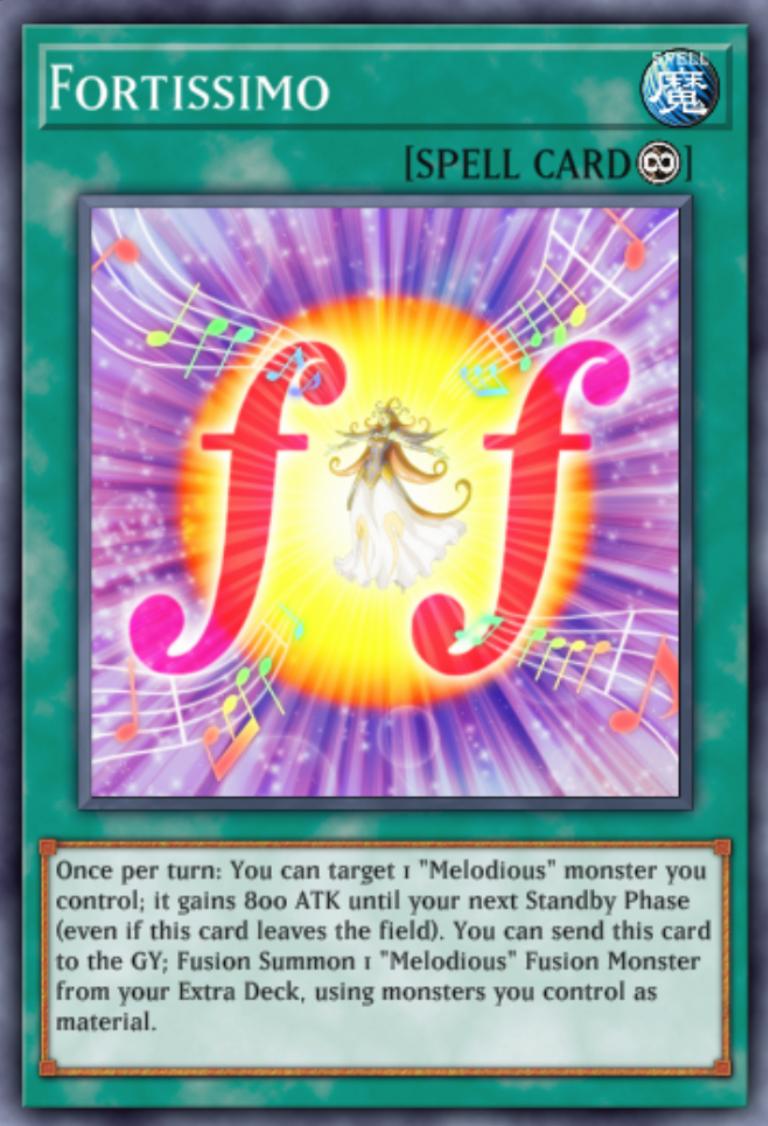 FORTISSIMO
SPELL
魔
[SPELL CARD]
f f
Once per turn: You can target 1 "Melodious" monster you
control; it gains 800 ATK until your next Standby Phase
(even if this card leaves the field). You can send this card
to the GY; Fusion Summon 1 "Melodious" Fusion Monster
from your Extra Deck, using monsters you control as
material.